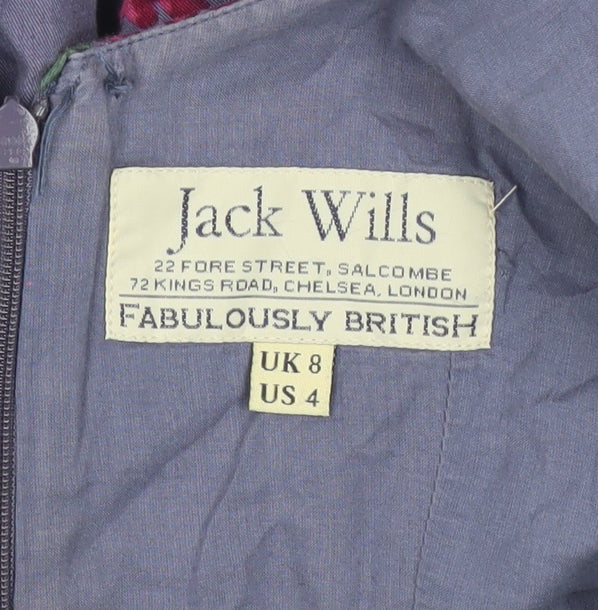 Jack Wills
22 FORE STREET, SALCOMBE
72 KINGS ROAD, CHELSEA, LONDON
FABULOUSLY BRITISH
UK 8
US 4